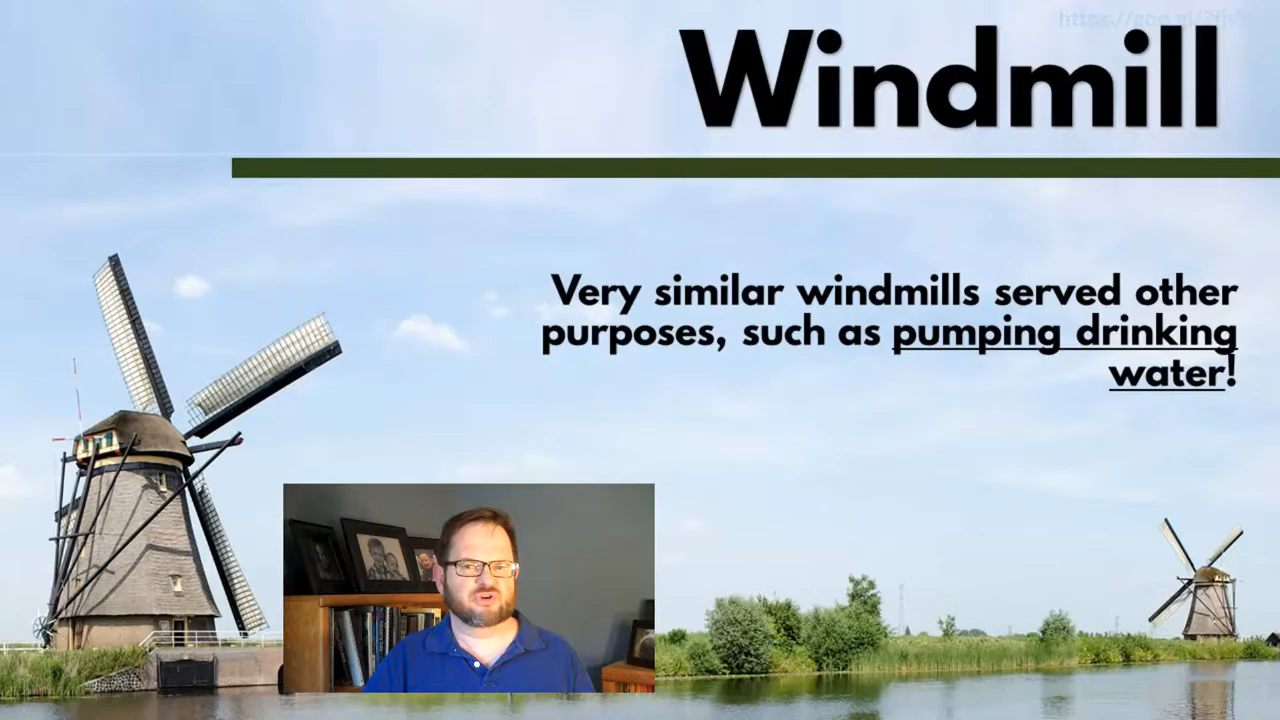 Windmill
Very similar windmills served other
purposes, such as pumping drinking
water!